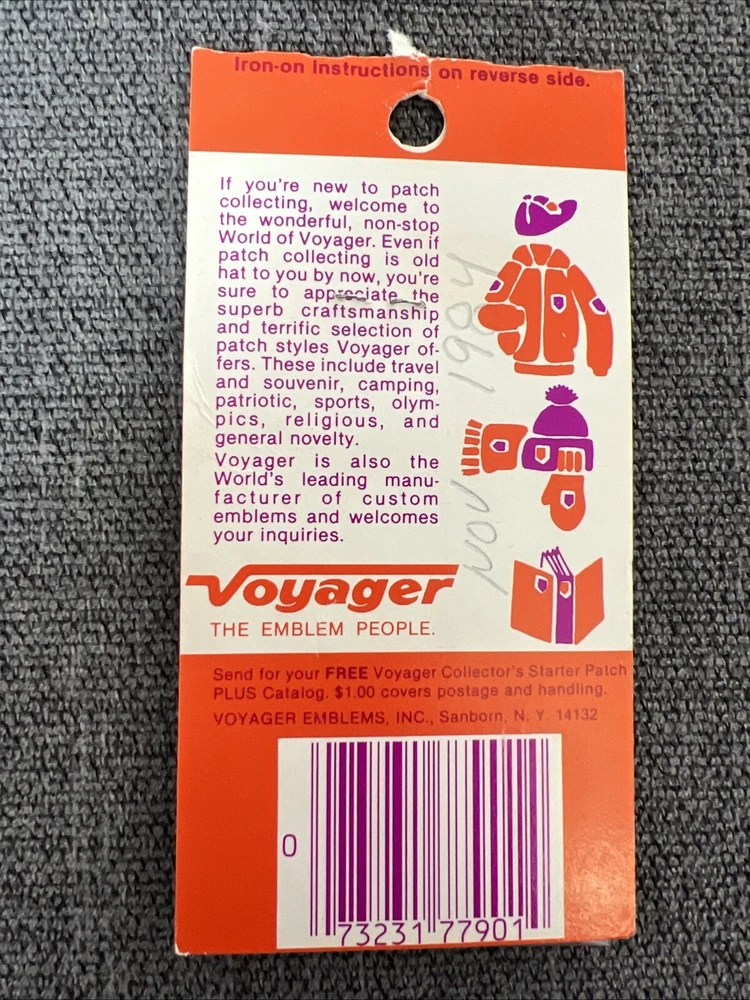 Iron-on Instructions on reverse side.
If you're new to patch
collecting, welcome to
the wonderful, non-stop
World of Voyager. Even if
patch collecting is old
hat to you by now, you're
sure to appreciate the
superb craftsmanship
and terrific selection of
patch styles Voyager of-
fers. These include travel
and souvenir, camping,
patriotic, sports, olym-
pics, religious, and
general novelty.
Voyager is also the
World's leading manu-
facturer of custom
emblems and welcomes
your inquiries.
Nov 1984
Voyager
THE EMBLEM PEOPLE.
Send for your FREE Voyager Collector's Starter Patch
PLUS Catalog. $1.00 covers postage and handling.
VOYAGER EMBLEMS, INC., Sanborn, N. Y. 14132
0 73231 77901